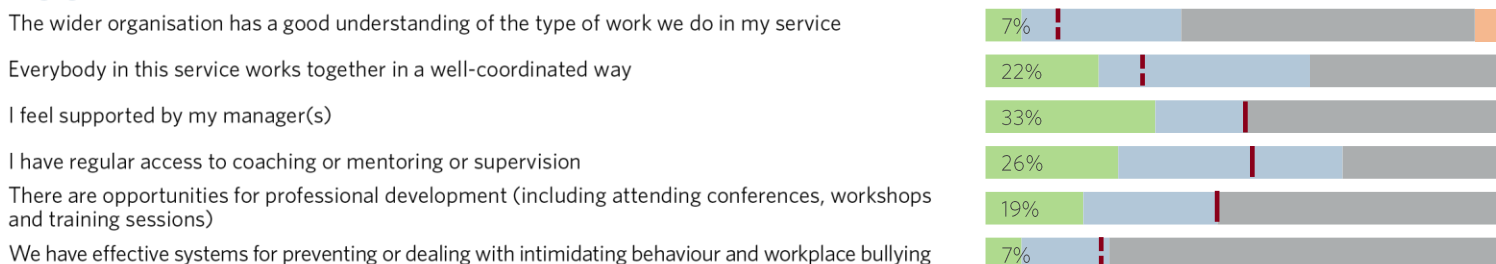 The wider organisation has a good understanding of the type of work we do in my service
7%
Everybody in this service works together in a well-coordinated way
22%
I feel supported by my manager(s)
33%
I have regular access to coaching or mentoring or supervision
26%
There are opportunities for professional development (including attending conferences, workshops
and training sessions)
19%
We have effective systems for preventing or dealing with intimidating behaviour and workplace bullying
7%